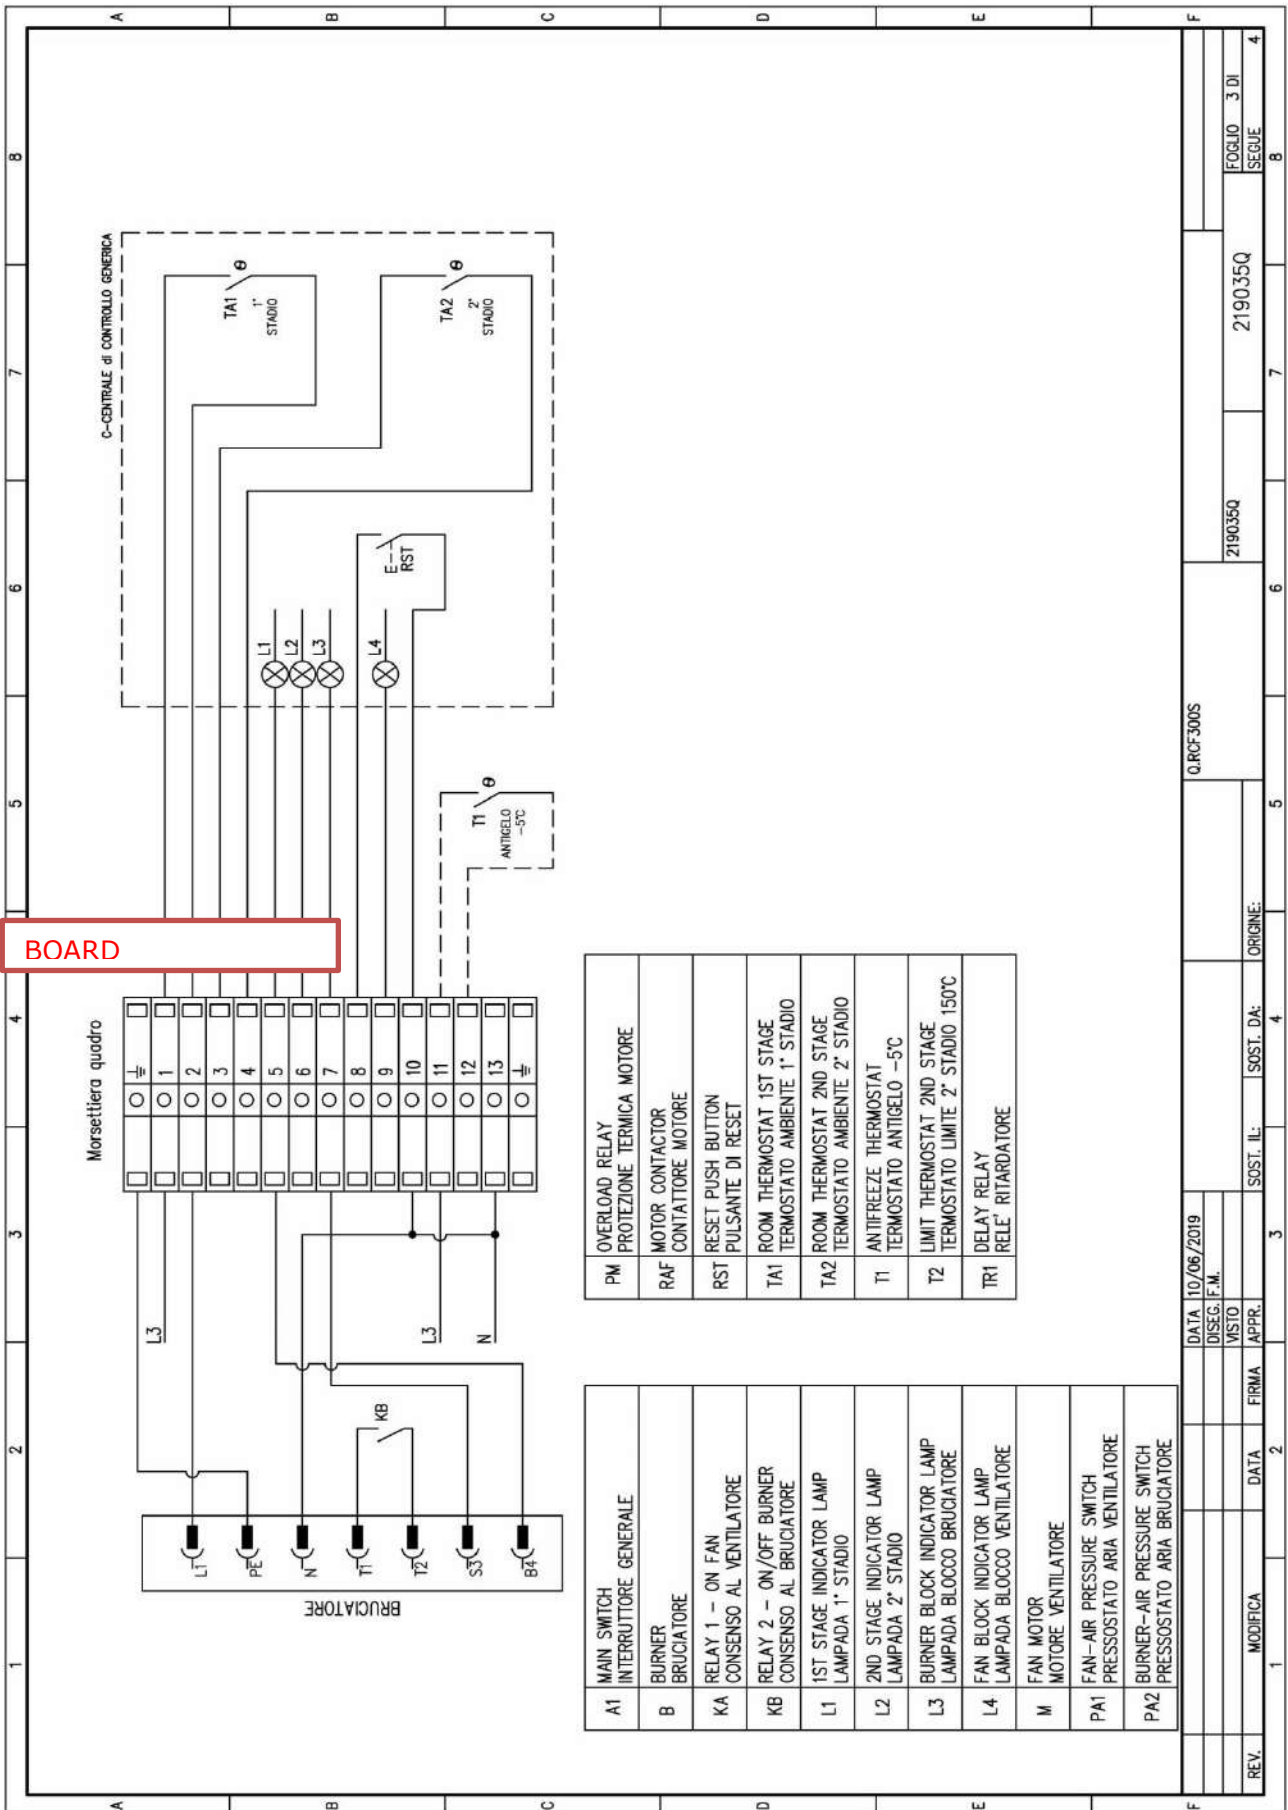 1
2
3
4
5
6
7
8
A
B
C
D
E
F
BOARD
Morsettiera quadro
C-CENTRALE di CONTROLLO GENERICA
BRUCIATORE
L1
PE
N
T1
T2
S3
B4
KB
L3
L3
N
1
2
3
4
5
6
7
8
9
10
11
12
13
T1
θ
ANTIGELO
-5°C
L1
L2
L3
L4
E
RST
TA1
θ
1°
STADIO
TA2
θ
2°
STADIO
A1 MAIN SWITCH
INTERRUTTORE GENERALE
B BURNER
BRUCIATORE
KA RELAY 1 - ON FAN
CONSENSO AL VENTILATORE
KB RELAY 2 - ON/OFF BURNER
CONSENSO AL BRUCIATORE
L1 1ST STAGE INDICATOR LAMP
LAMPADA 1° STADIO
L2 2ND STAGE INDICATOR LAMP
LAMPADA 2° STADIO
L3 BURNER BLOCK INDICATOR LAMP
LAMPADA BLOCCO BRUCIATORE
L4 FAN BLOCK INDICATOR LAMP
LAMPADA BLOCCO VENTILATORE
M FAN MOTOR
MOTORE VENTILATORE
PA1 FAN-AIR PRESSURE SWITCH
PRESSOSTATO ARIA VENTILATORE
PA2 BURNER-AIR PRESSURE SWITCH
PRESSOSTATO ARIA BRUCIATORE
PM OVERLOAD RELAY
PROTEZIONE TERMICA MOTORE
RAF MOTOR CONTACTOR
CONTATTORE MOTORE
RST RESET PUSH BUTTON
PULSANTE DI RESET
TA1 ROOM THERMOSTAT 1ST STAGE
TERMOSTATO AMBIENTE 1° STADIO
TA2 ROOM THERMOSTAT 2ND STAGE
TERMOSTATO AMBIENTE 2° STADIO
T1 ANTIFREEZE THERMOSTAT
TERMOSTATO ANTIGELO -5°C
T2 LIMIT THERMOSTAT 2ND STAGE
TERMOSTATO LIMITE 2° STADIO 150°C
TR1 DELAY RELAY
RELE' RITARDATORE
DATA 10/06/2019
DISEG. F.M.
VISTO
REV. MODIFICA DATA FIRMA APPR. SOST. IL: SOST. DA: ORIGINE:
Q.RCF300S
219035Q
219035Q
FOGLIO 3 DI
SEGUE 4
1
2
3
4
5
6
7
8
A
B
C
D
E
F